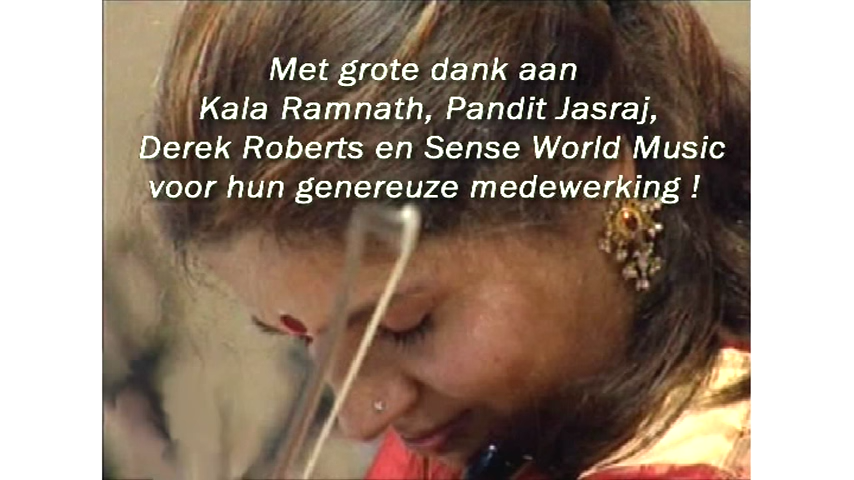 Met grote dank aan
Kala Ramnath, Pandit Jasraj,
Derek Roberts en Sense World Music
voor hun genereuze medewerking !